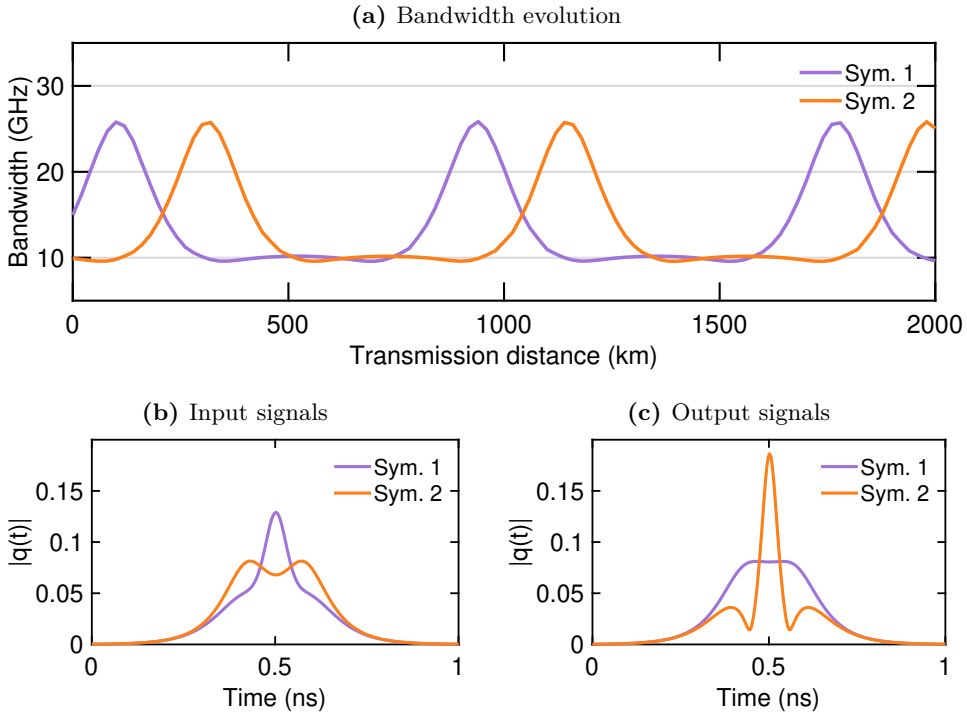 (a) Bandwidth evolution
Bandwidth (GHz)
30
20
10
Sym. 1
Sym. 2
0 500 1000 1500 2000
Transmission distance (km)
(b) Input signals
|q(t)|
0.15
0.1
0.05
0
Sym. 1
Sym. 2
0 0.5 1
Time (ns)
(c) Output signals
|q(t)|
0.15
0.1
0.05
0
Sym. 1
Sym. 2
0 0.5 1
Time (ns)